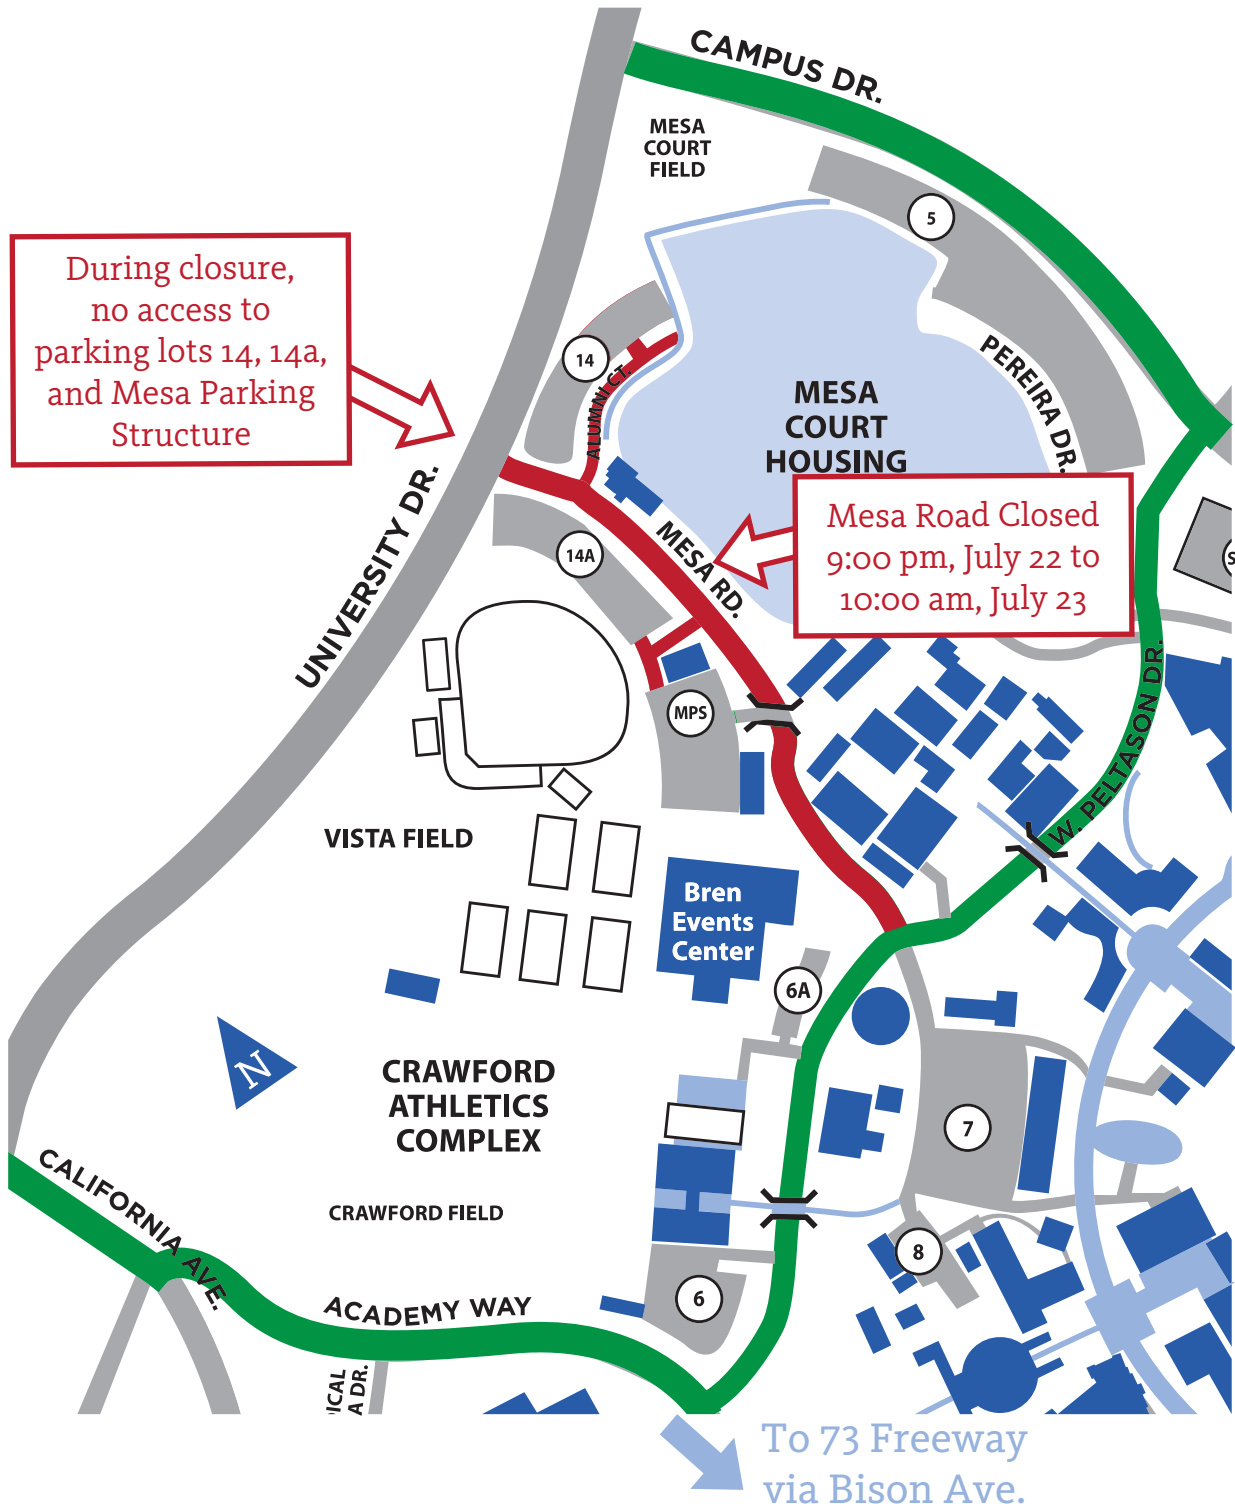 CAMPUS DR.
MESA
COURT
FIELD
5
During closure,
no access to
parking lots 14, 14a,
and Mesa Parking
Structure
14
ALUMNI CT.
PEREIRA DR.
MESA
COURT
HOUSING
UNIVERSITY DR.
Mesa Road Closed
9:00 pm, July 22 to
10:00 am, July 23
14A
MESA RD.
S
W. PELTASON DR.
MPS
VISTA FIELD
Bren
Events
Center
6A
N
CRAWFORD
ATHLETICS
COMPLEX
7
CALIFORNIA AVE.
CRAWFORD FIELD
8
6
ACADEMY WAY
ICAL
A DR.
To 73 Freeway
via Bison Ave.